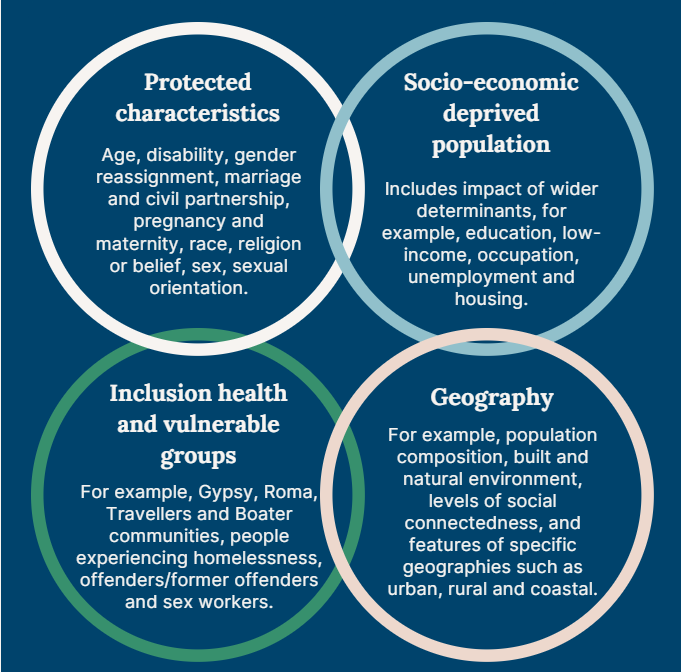 Protected
characteristics
Age, disability, gender
reassignment, marriage
and civil partnership,
pregnancy and
maternity, race, religion
or belief, sex, sexual
orientation.
Socio-economic
deprived
population
Includes impact of wider
determinants, for
example, education, low-
income, occupation,
unemployment and
housing.
Inclusion health
and vulnerable
groups
For example, Gypsy, Roma,
Travellers and Boater
communities, people
experiencing homelessness,
offenders/former offenders
and sex workers.
Geography
For example, population
composition, built and
natural environment,
levels of social
connectedness, and
features of specific
geographies such as
urban, rural and coastal.